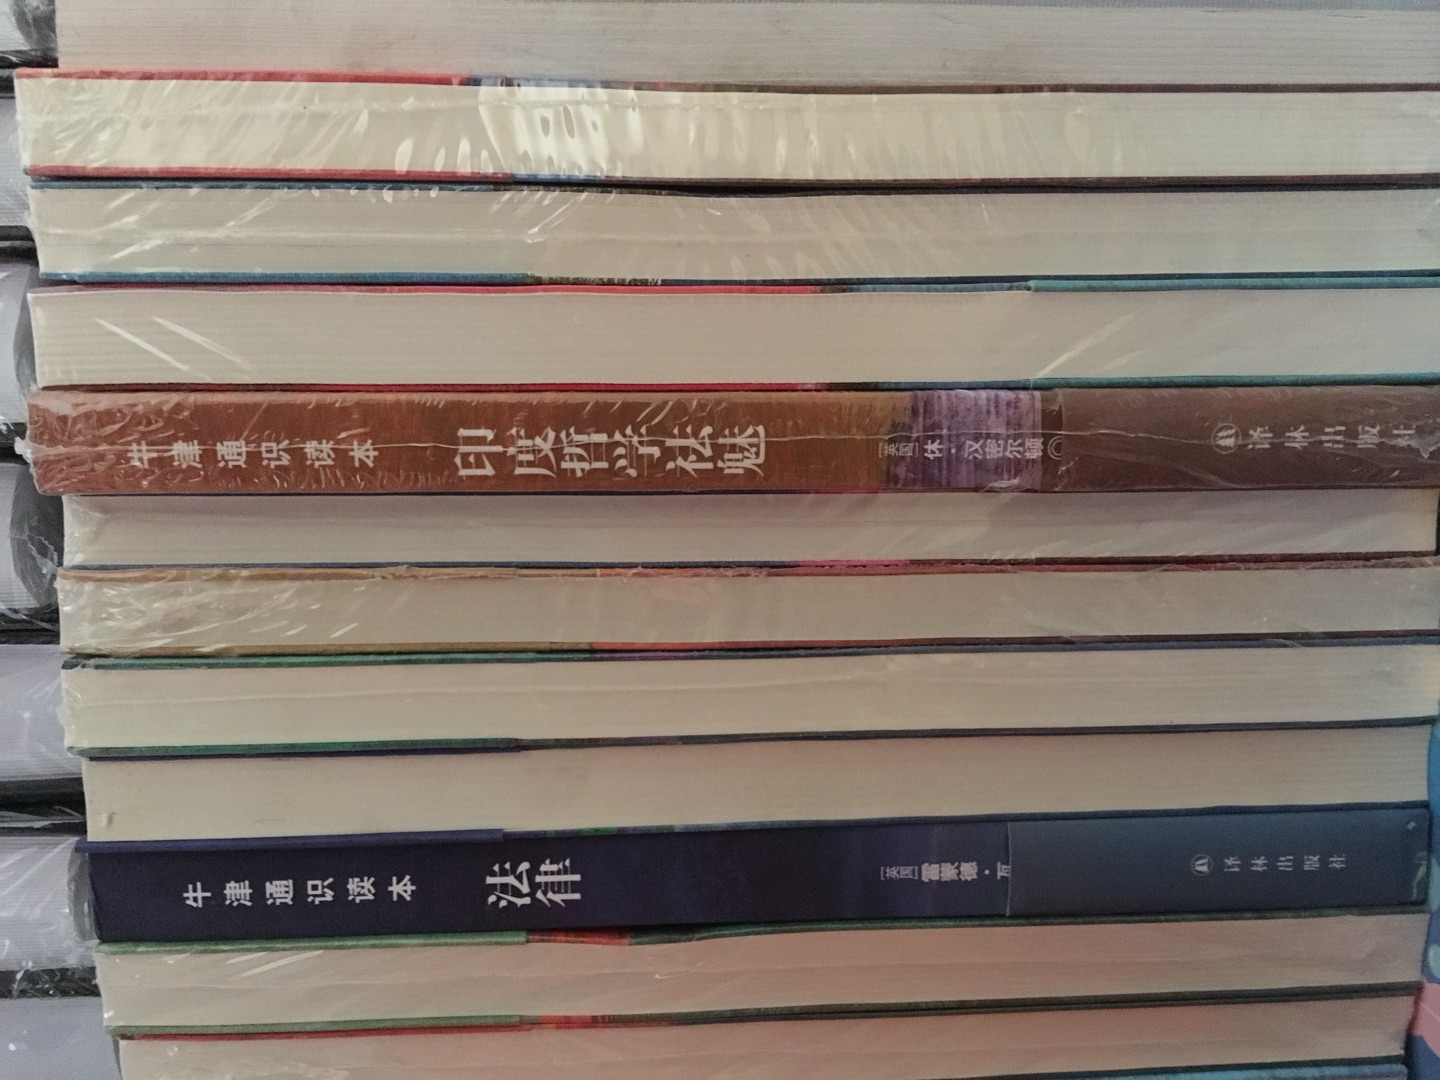 牛津通识读本 印度哲学祛魅 [英国]休·汉密尔顿 译林出版社
牛津通识读本 法律 [英国]雷蒙德·瓦 译林出版社